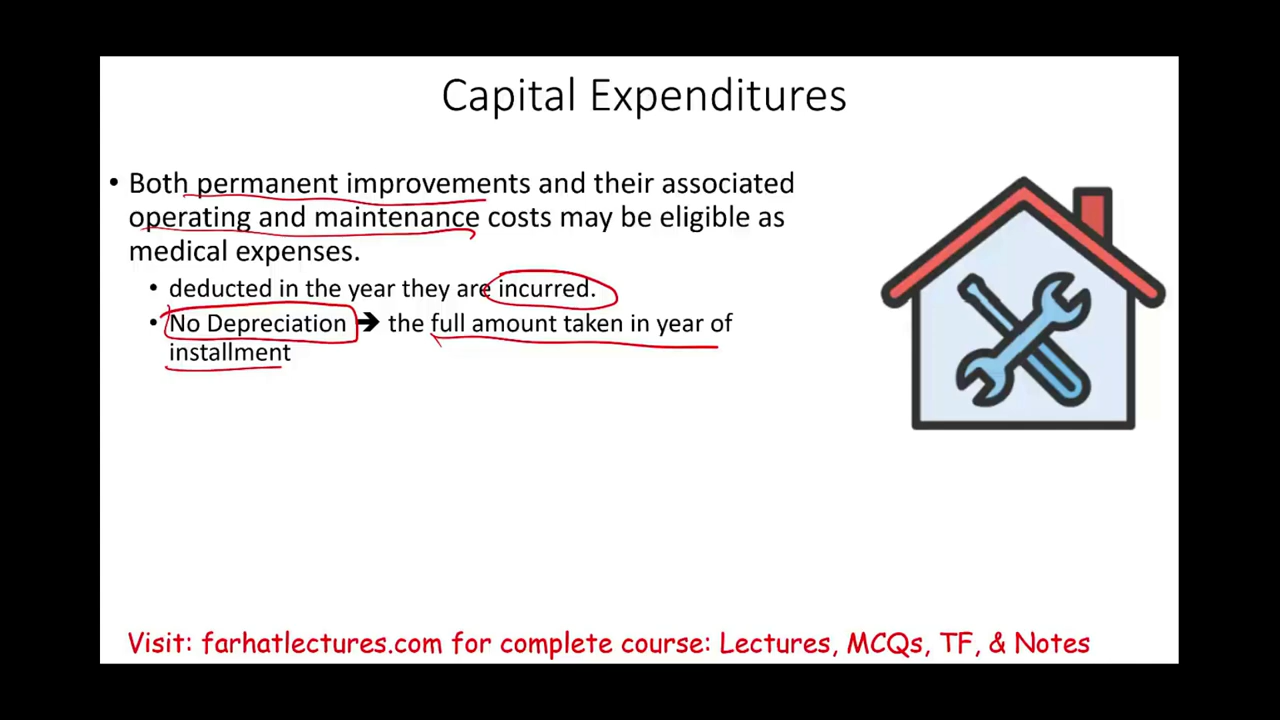 Capital Expenditures
• Both permanent improvements and their associated
operating and maintenance costs may be eligible as
medical expenses.
• deducted in the year they are incurred.
• No Depreciation ➔ the full amount taken in year of
installment
Visit: farhatlectures.com for complete course: Lectures, MCQs, TF, & Notes